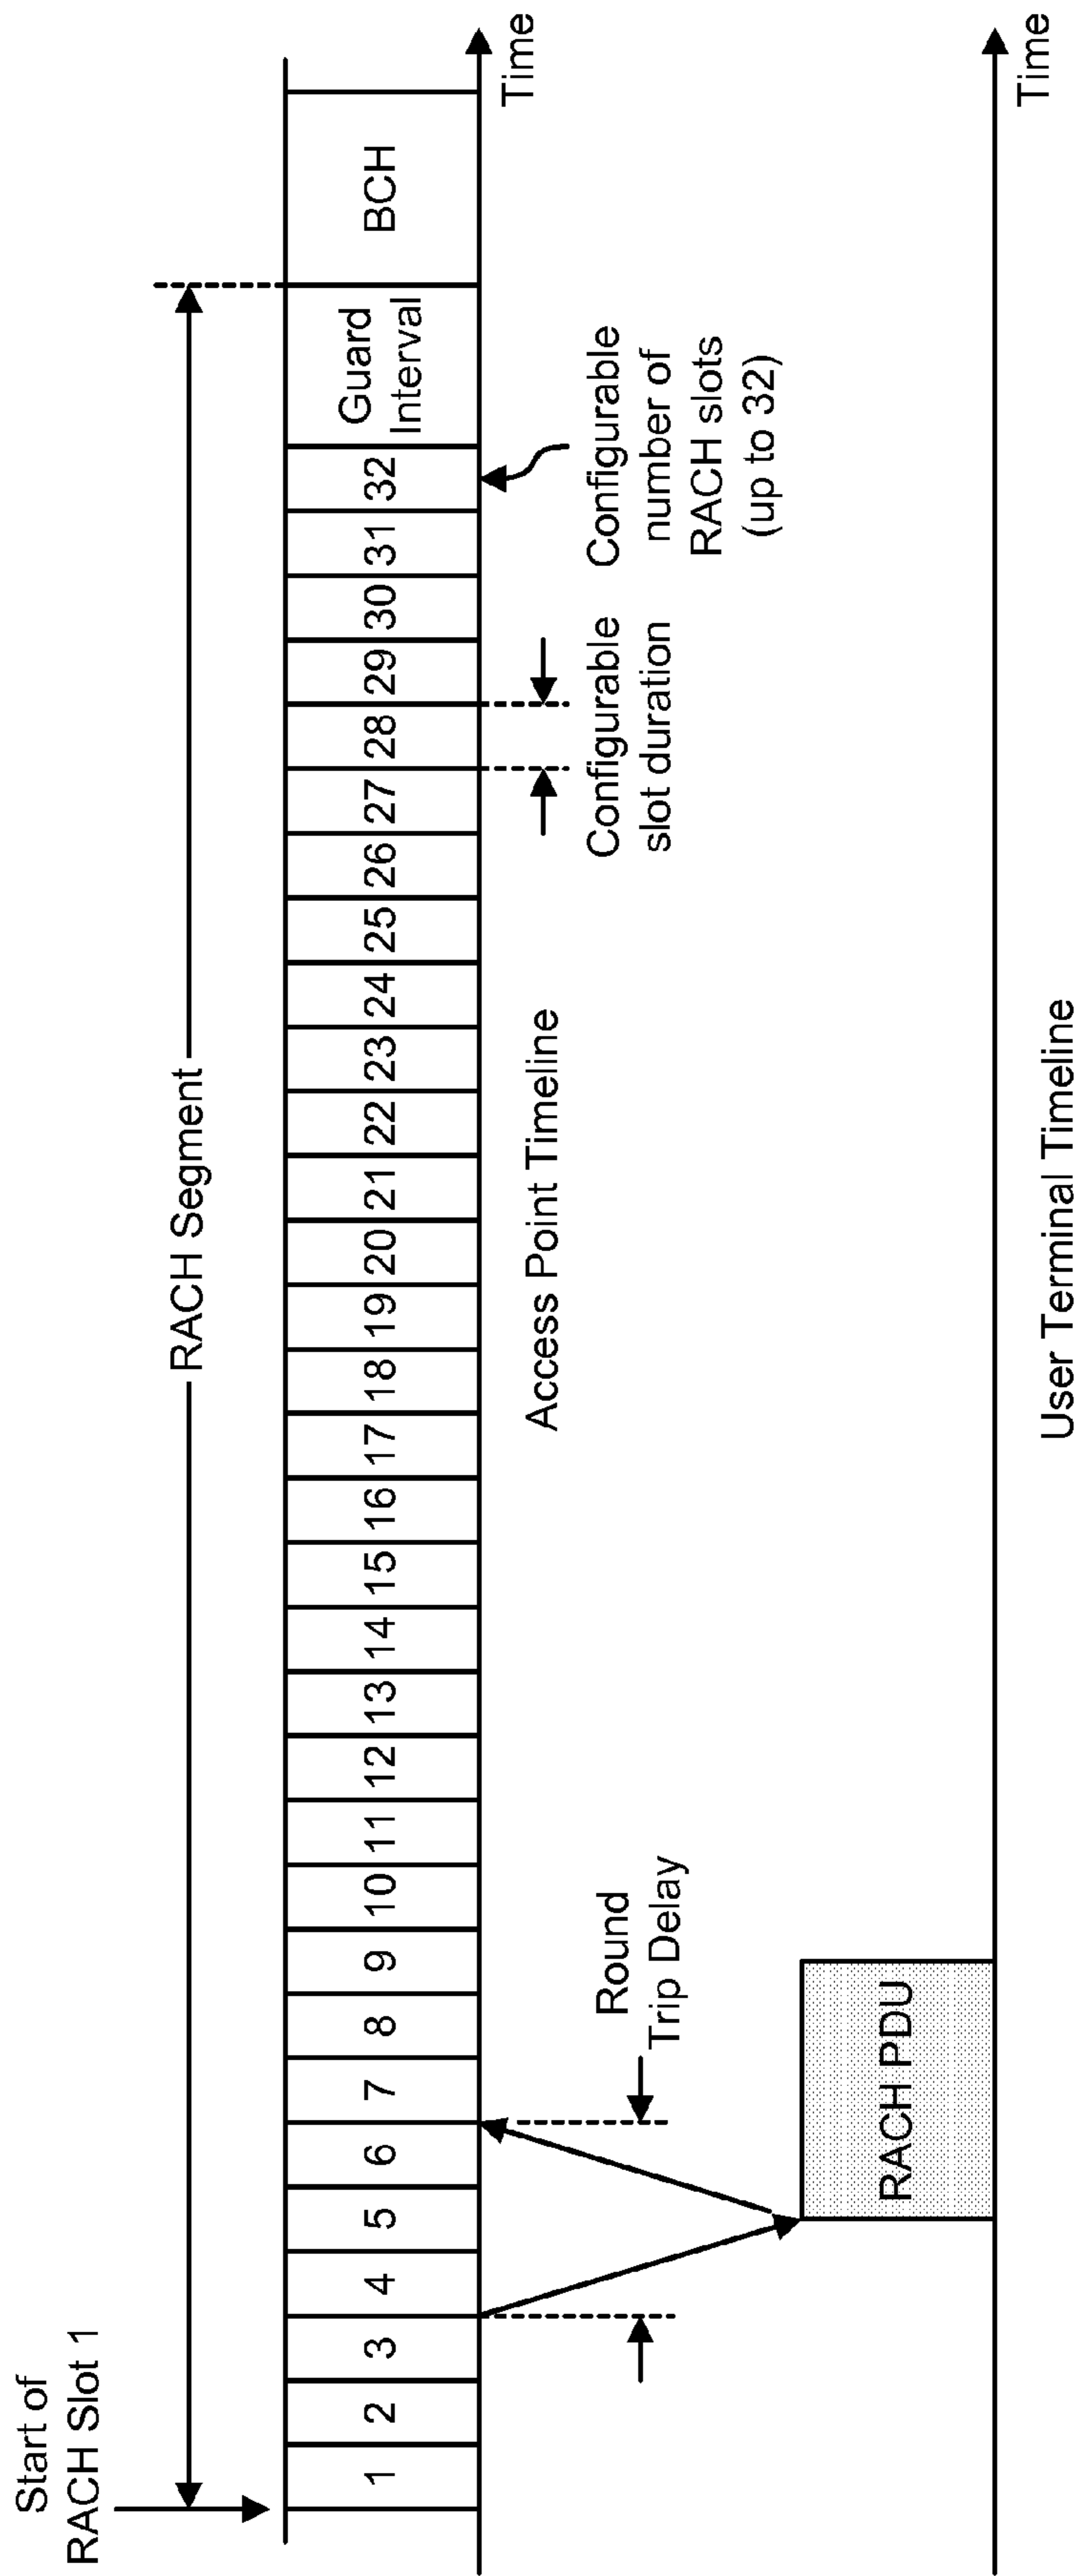 Start of
RACH Slot 1
RACH Segment
1 2 3 4 5 6 7 8 9 10 11 12 13 14 15 16 17 18 19 20 21 22 23 24 25 26 27 28 29 30 31 32
Guard
Interval
BCH
Time
Round
Trip Delay
Access Point Timeline
Configurable
slot duration
Configurable
number of
RACH slots
(up to 32)
RACH PDU
User Terminal Timeline
Time